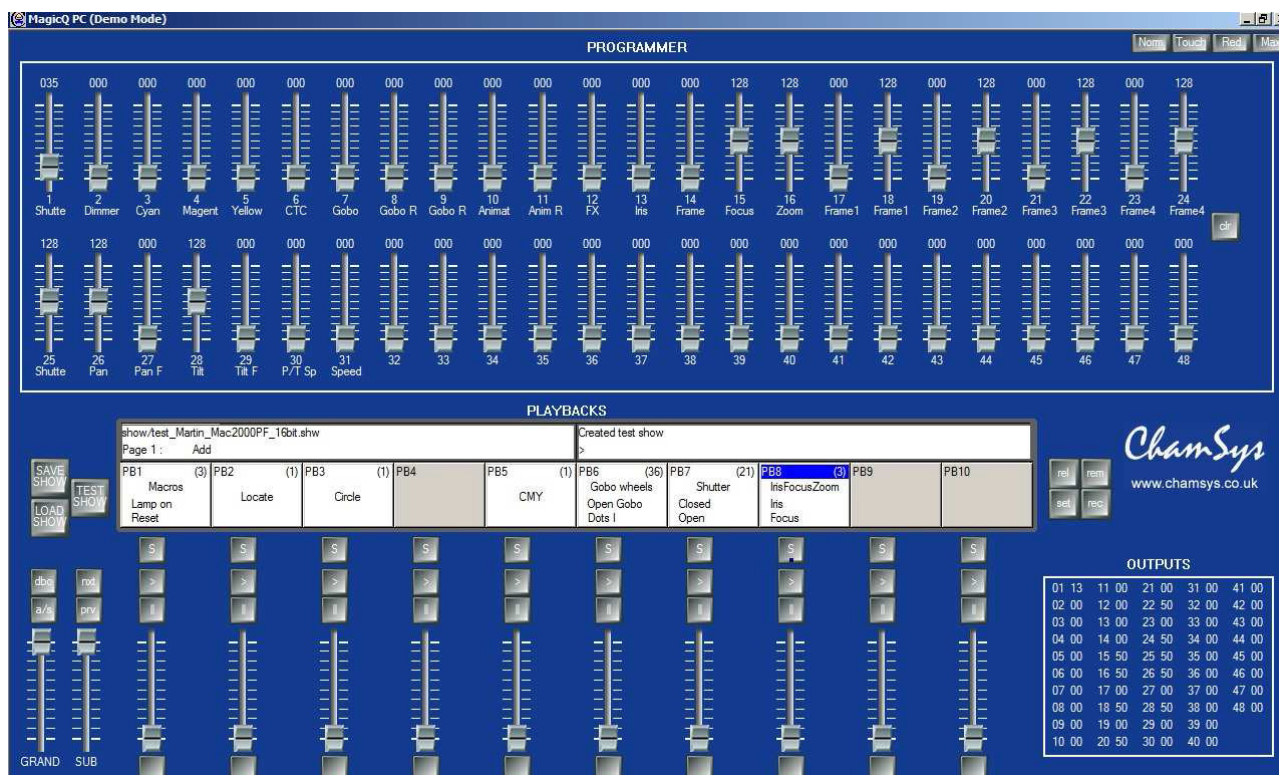 MagicQ PC (Demo Mode)
PROGRAMMER
Norm Touch Red Max
035 000 000 000 000 000 000 000 000 000 000 000 000 000 128 128 000 128 000 128 000 128 000 128
1 2 3 4 5 6 7 8 9 10 11 12 13 14 15 16 17 18 19 20 21 22 23 24
Shutte Dimmer Cyan Magent Yellow CTC Gobo Gobo R Gobo R Animat Anim R FX Iris Frame Focus Zoom Frame1 Frame1 Frame2 Frame2 Frame3 Frame3 Frame4 Frame4
clr
128 128 000 128 000 000 000 000 000 000 000 000 000 000 000 000 000 000 000 000 000 000 000 000
25 26 27 28 29 30 31 32 33 34 35 36 37 38 39 40 41 42 43 44 45 46 47 48
Shutte Pan Pan F Tilt Tilt F P/T Sp Speed
PLAYBACKS
show/test_Martin_Mac2000PF_16bit.shw Created test show
Page 1 : Add >
PB1 (3) PB2 (1) PB3 (1) PB4 PB5 (1) PB6 (36) PB7 (21) PB8 (3) PB9 PB10
Macros Locate Circle CMY Gobo wheels Shutter IrisFocusZoom
Lamp on Open Gobo Closed Iris
Reset Dots I Open Focus
SAVE SHOW
TEST SHOW
LOAD SHOW
rel rem
set rec
ChamSys
www.chamsys.co.uk
S S S S S S S S S S
dbo nxt > > > > > > > > > >
a/s prv || || || || || || || || || ||
GRAND SUB
OUTPUTS
01 13 11 00 21 00 31 00 41 00
02 00 12 00 22 50 32 00 42 00
03 00 13 00 23 00 33 00 43 00
04 00 14 00 24 50 34 00 44 00
05 00 15 50 25 50 35 00 45 00
06 00 16 50 26 50 36 00 46 00
07 00 17 00 27 00 37 00 47 00
08 00 18 50 28 50 38 00 48 00
09 00 19 00 29 00 39 00
10 00 20 50 30 00 40 00